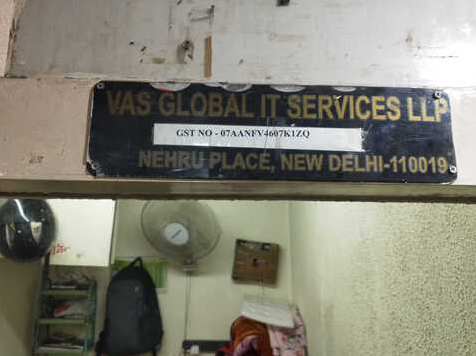 VAS GLOBAL IT SERVICES LLP
GST NO - 07AANFV4607K1ZQ
NEHRU PLACE, NEW DELHI-110019